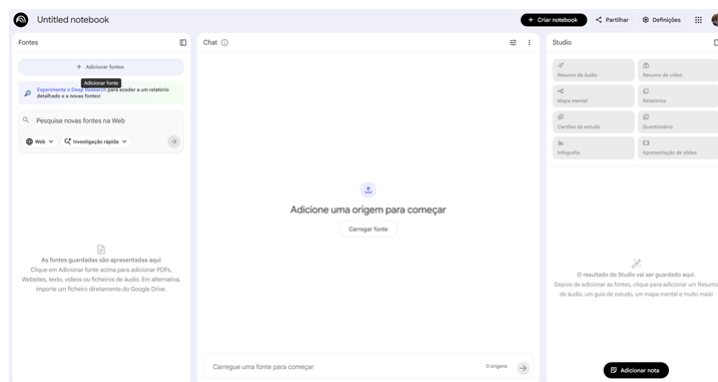 Untitled notebook
+ Criar notebook
Partilhar
Definições
Fontes
+ Adicionar fontes
Adicionar fonte
Experimente o Deep Research para aceder a um relatório
detalhado e a novas fontes!
Pesquise novas fontes na Web
Web
Investigação rápida
As fontes guardadas são apresentadas aqui
Clique em Adicionar fonte acima para adicionar PDFs,
Websites, texto, vídeos ou ficheiros de áudio. Em alternativa,
importe um ficheiro diretamente do Google Drive.
Chat
Adicione uma origem para começar
Carregar fonte
Carregue uma fonte para começar
0 origens
Studio
Resumo de áudio
Resumo de vídeo
Mapa mental
Relatórios
Cartões de estudo
Questionário
Infografia
Apresentação de slides
O resultado do Studio vai ser guardado aqui.
Depois de adicionar as fontes, clique para adicionar um Resumo
de áudio, um guia de estudo, um mapa mental e muito mais!
Adicionar nota